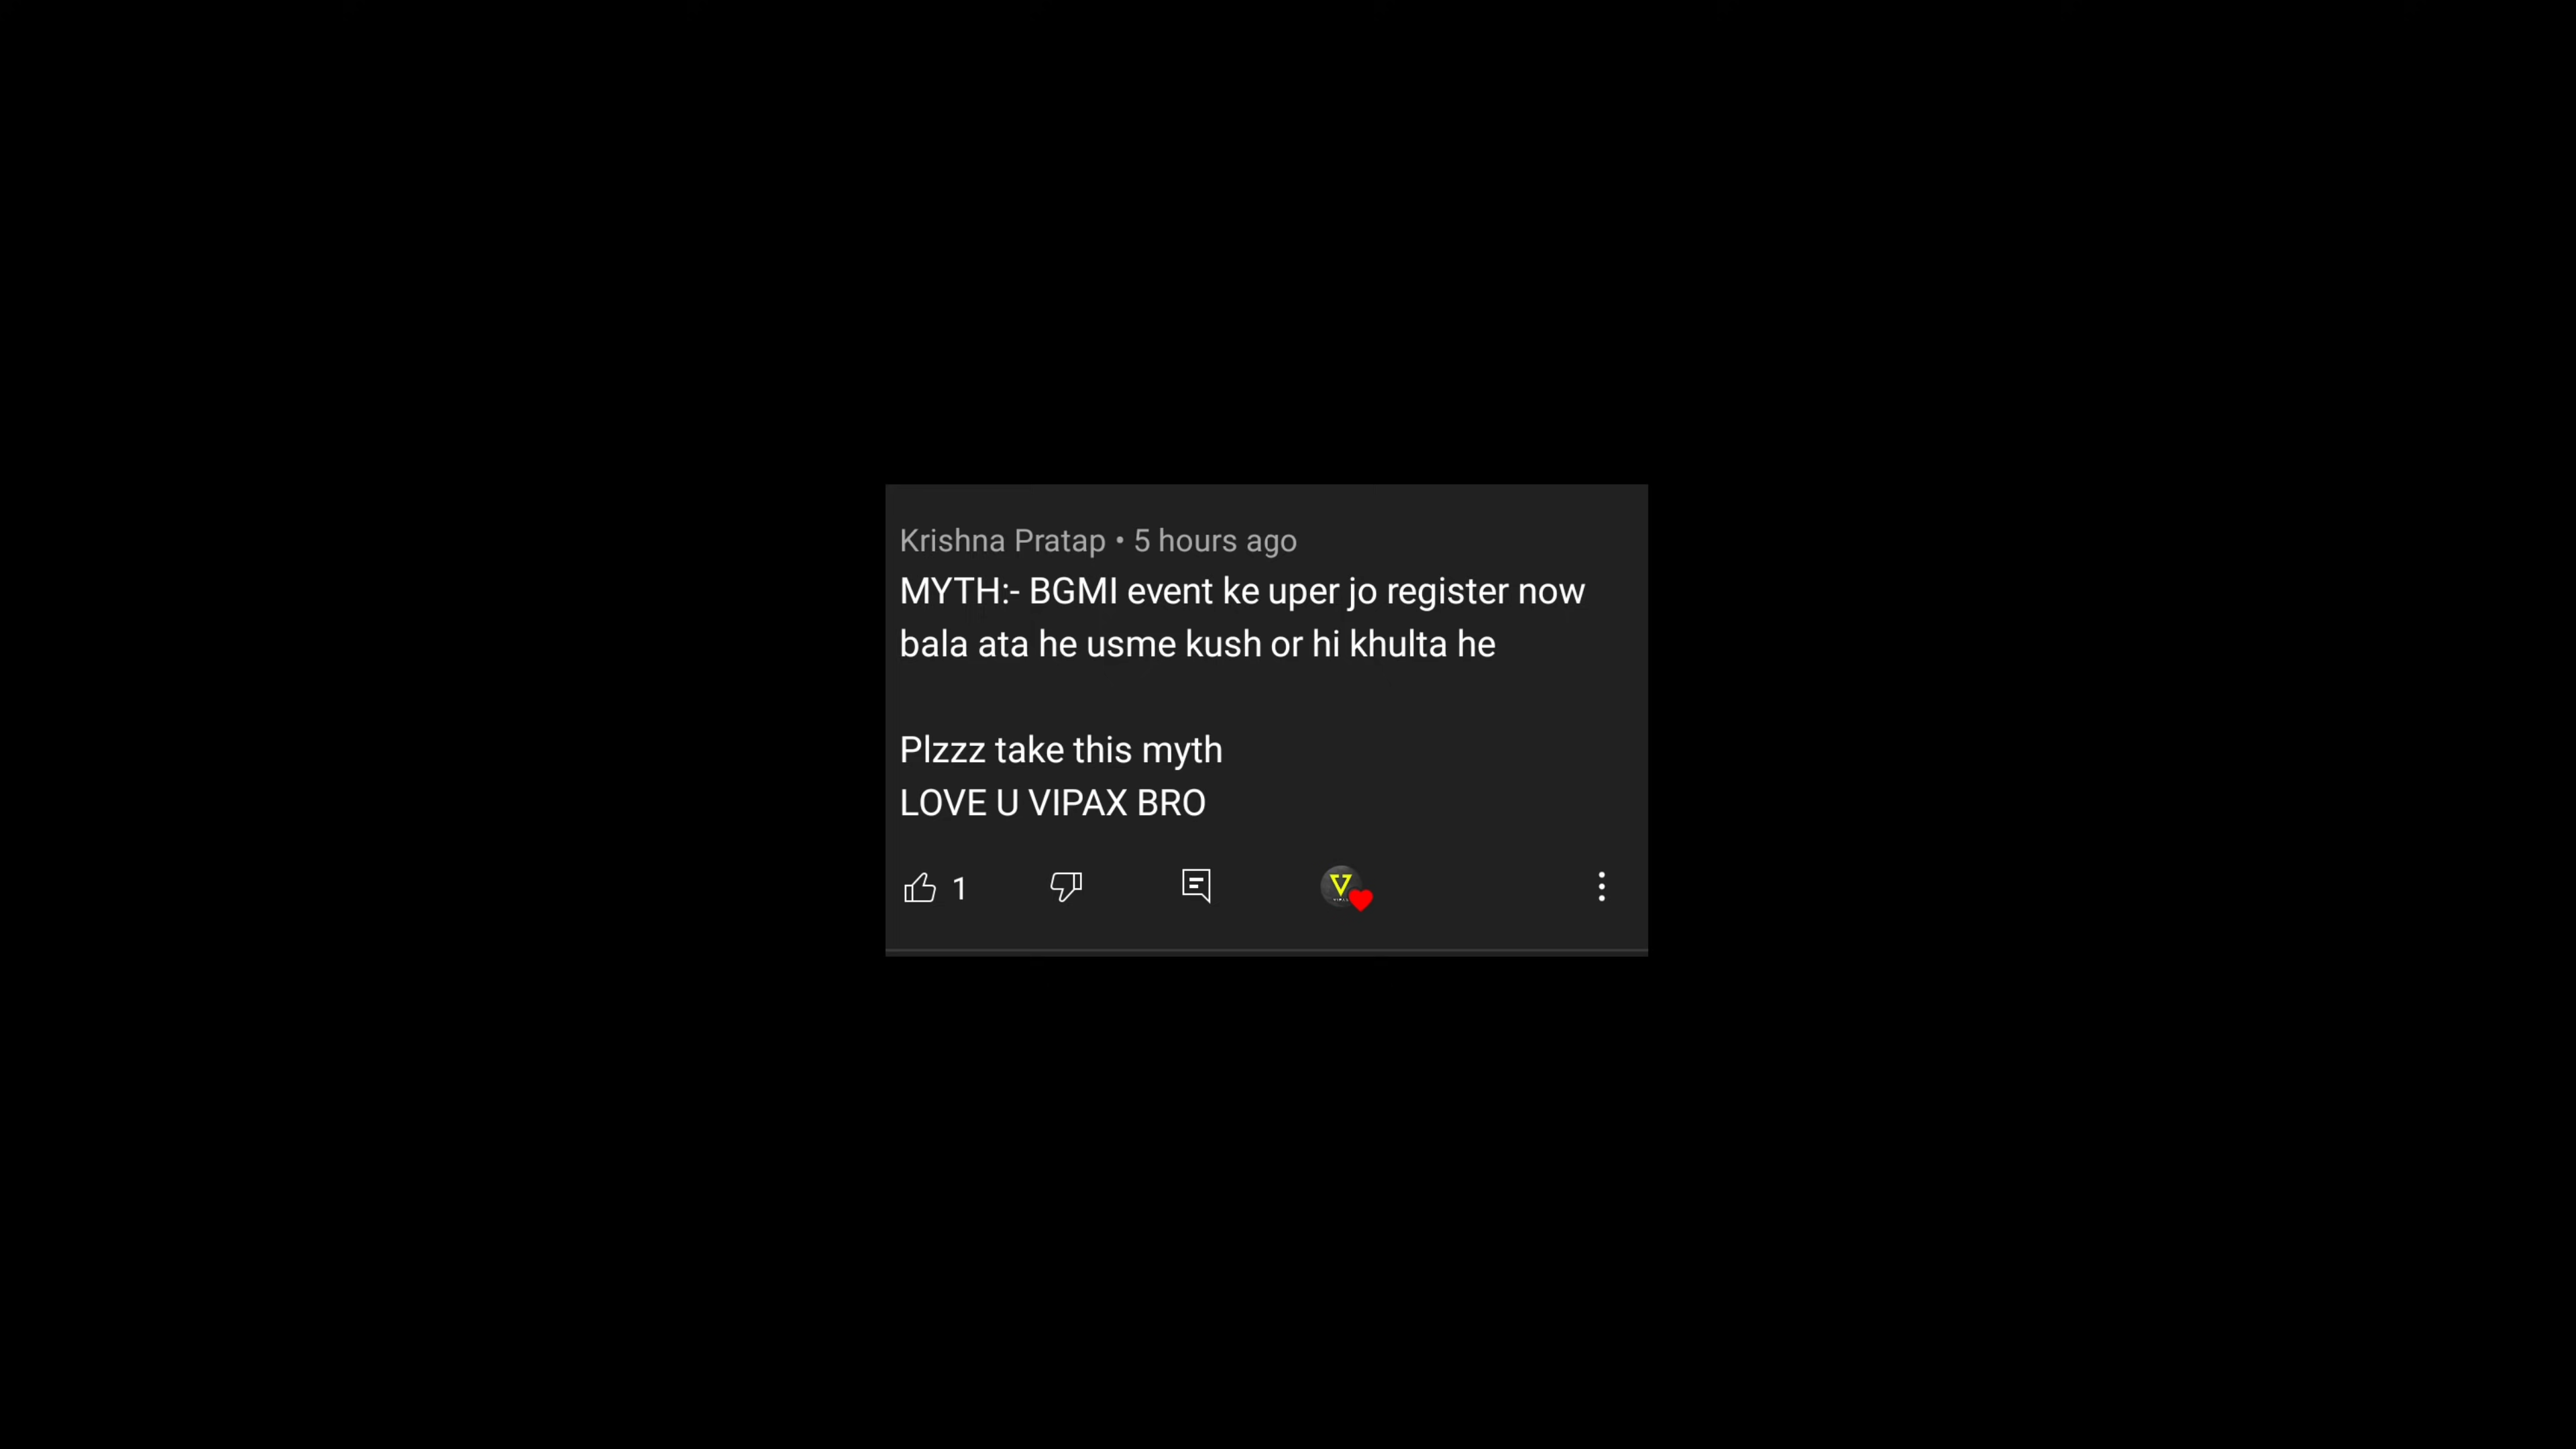 Krishna Pratap • 5 hours ago
MYTH:- BGMI event ke uper jo register now
bala ata he usme kush or hi khulta he
Plzzz take this myth
LOVE U VIPAX BRO
1